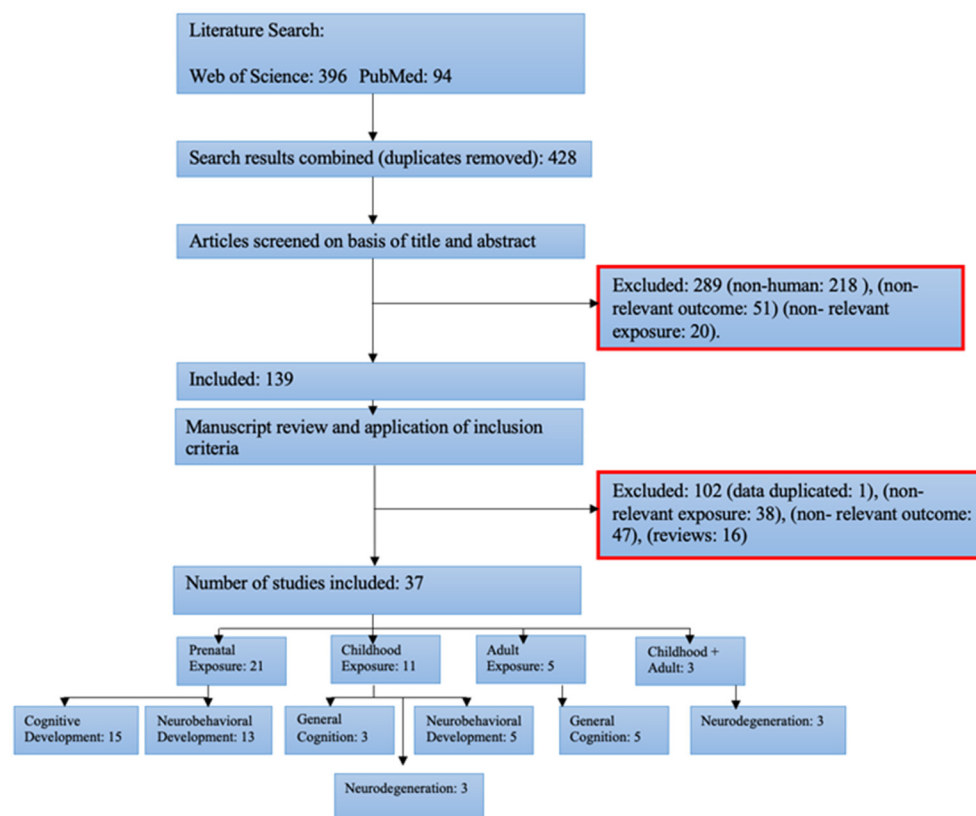 Literature Search:
Web of Science: 396 PubMed: 94
Search results combined (duplicates removed): 428
Articles screened on basis of title and abstract
Excluded: 289 (non-human: 218 ), (non-
relevant outcome: 51) (non- relevant
exposure: 20).
Included: 139
Manuscript review and application of inclusion
criteria
Excluded: 102 (data duplicated: 1), (non-
relevant exposure: 38), (non- relevant outcome:
47), (reviews: 16)
Number of studies included: 37
Prenatal
Exposure: 21
Childhood
Exposure: 11
Adult
Exposure: 5
Childhood +
Adult: 3
Cognitive
Development: 15
Neurobehavioral
Development: 13
General
Cognition: 3
Neurobehavioral
Development: 5
General
Cognition: 5
Neurodegeneration: 3
Neurodegeneration: 3